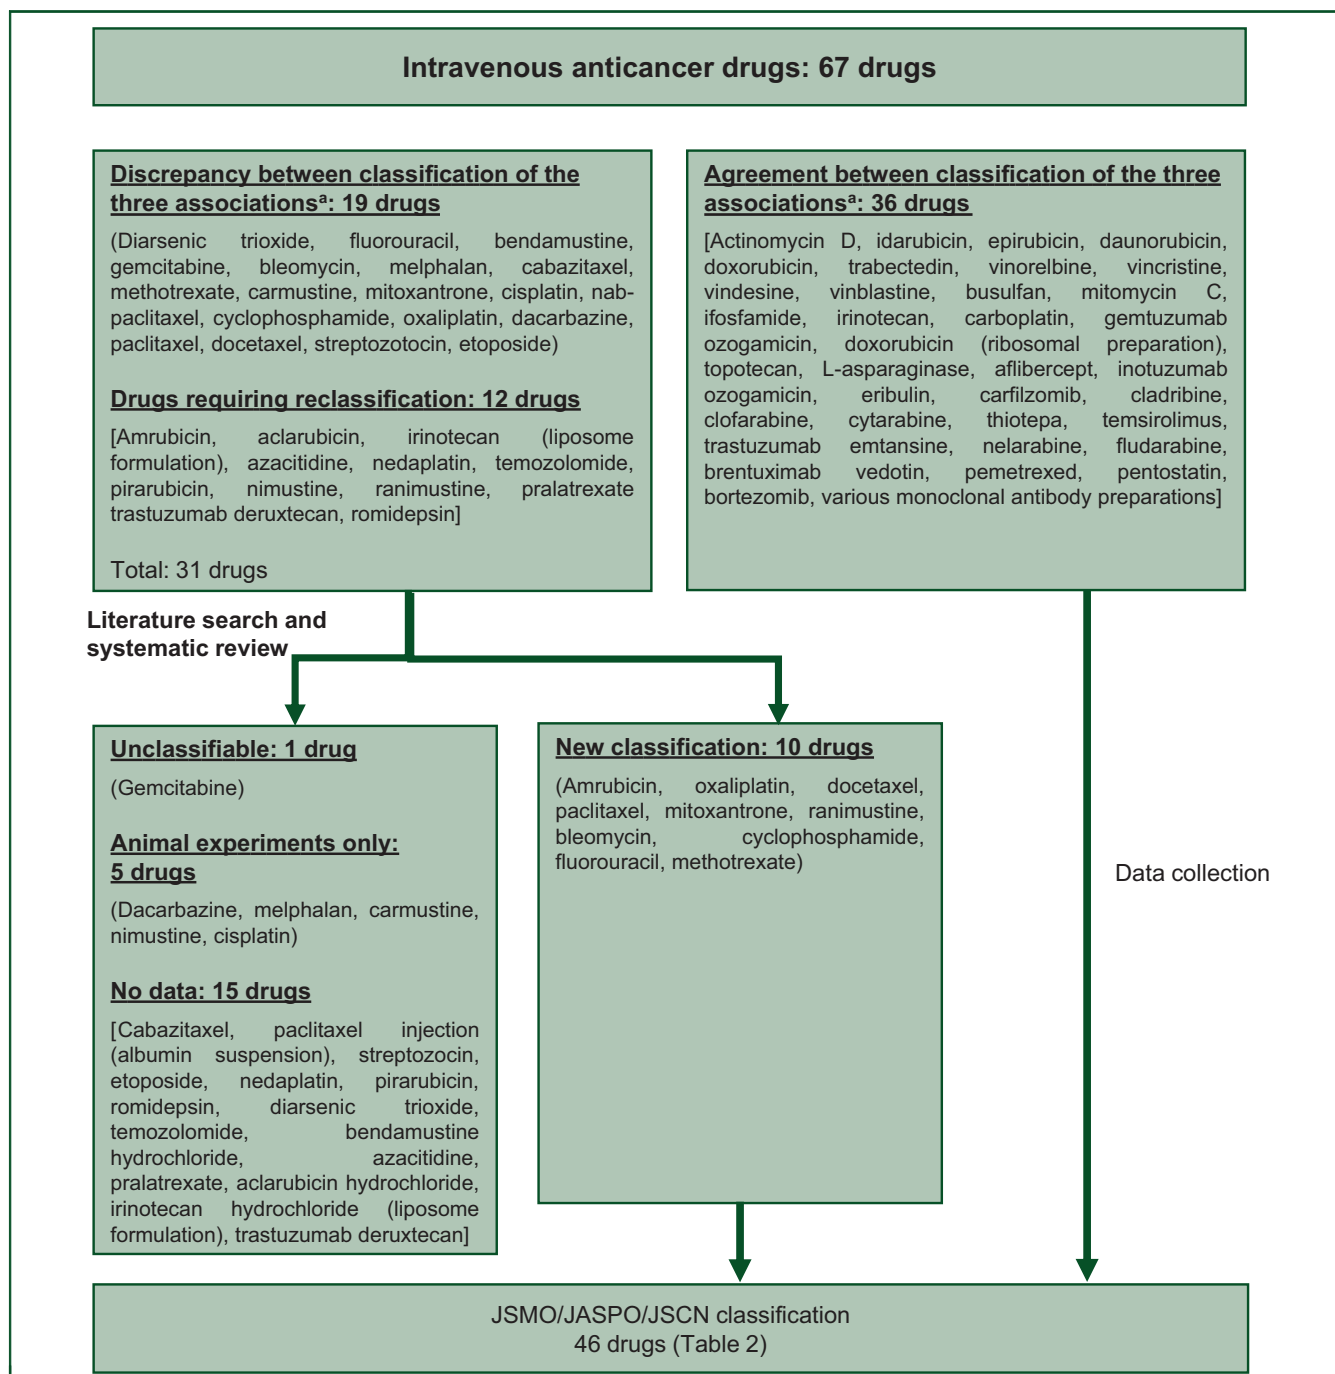 Intravenous anticancer drugs: 67 drugs
Discrepancy between classification of the
three associationsᵃ: 19 drugs
(Diarsenic trioxide, fluorouracil, bendamustine,
gemcitabine, bleomycin, melphalan, cabazitaxel,
methotrexate, carmustine, mitoxantrone, cisplatin, nab-
paclitaxel, cyclophosphamide, oxaliplatin, dacarbazine,
paclitaxel, docetaxel, streptozotocin, etoposide)
Drugs requiring reclassification: 12 drugs
[Amrubicin, aclarubicin, irinotecan (liposome
formulation), azacitidine, nedaplatin, temozolomide,
pirarubicin, nimustine, ranimustine, pralatrexate
trastuzumab deruxtecan, romidepsin]
Total: 31 drugs
Agreement between classification of the three
associationsᵃ: 36 drugs
[Actinomycin D, idarubicin, epirubicin, daunorubicin,
doxorubicin, trabectedin, vinorelbine, vincristine,
vindesine, vinblastine, busulfan, mitomycin C,
ifosfamide, irinotecan, carboplatin, gemtuzumab
ozogamicin, doxorubicin (ribosomal preparation),
topotecan, L-asparaginase, aflibercept, inotuzumab
ozogamicin, eribulin, carfilzomib, cladribine,
clofarabine, cytarabine, thiotepa, temsirolimus,
trastuzumab emtansine, nelarabine, fludarabine,
brentuximab vedotin, pemetrexed, pentostatin,
bortezomib, various monoclonal antibody preparations]
Literature search and
systematic review
Unclassifiable: 1 drug
(Gemcitabine)
Animal experiments only:
5 drugs
(Dacarbazine, melphalan, carmustine,
nimustine, cisplatin)
No data: 15 drugs
[Cabazitaxel, paclitaxel injection
(albumin suspension), streptozocin,
etoposide, nedaplatin, pirarubicin,
romidepsin, diarsenic trioxide,
temozolomide, bendamustine
hydrochloride, azacitidine,
pralatrexate, aclarubicin hydrochloride,
irinotecan hydrochloride (liposome
formulation), trastuzumab deruxtecan]
New classification: 10 drugs
(Amrubicin, oxaliplatin, docetaxel,
paclitaxel, mitoxantrone, ranimustine,
bleomycin, cyclophosphamide,
fluorouracil, methotrexate)
Data collection
JSMO/JASPO/JSCN classification
46 drugs (Table 2)